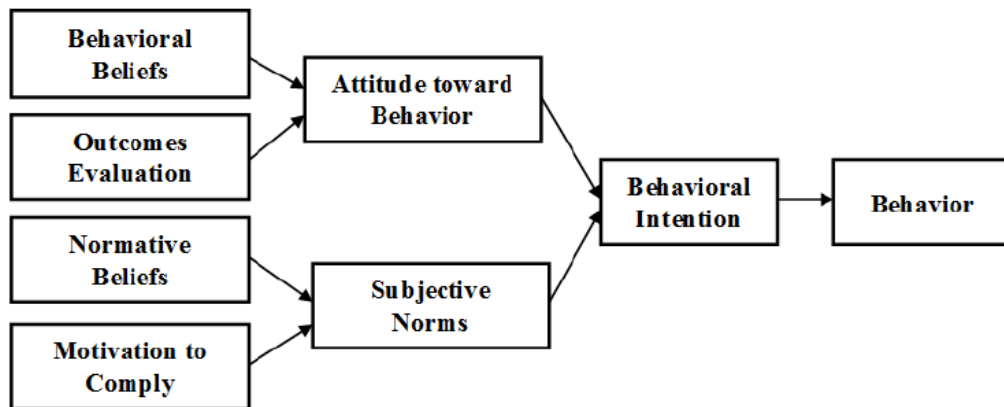 Behavioral
Beliefs
Outcomes
Evaluation
Attitude toward
Behavior
Normative
Beliefs
Motivation to
Comply
Subjective
Norms
Behavioral
Intention
Behavior